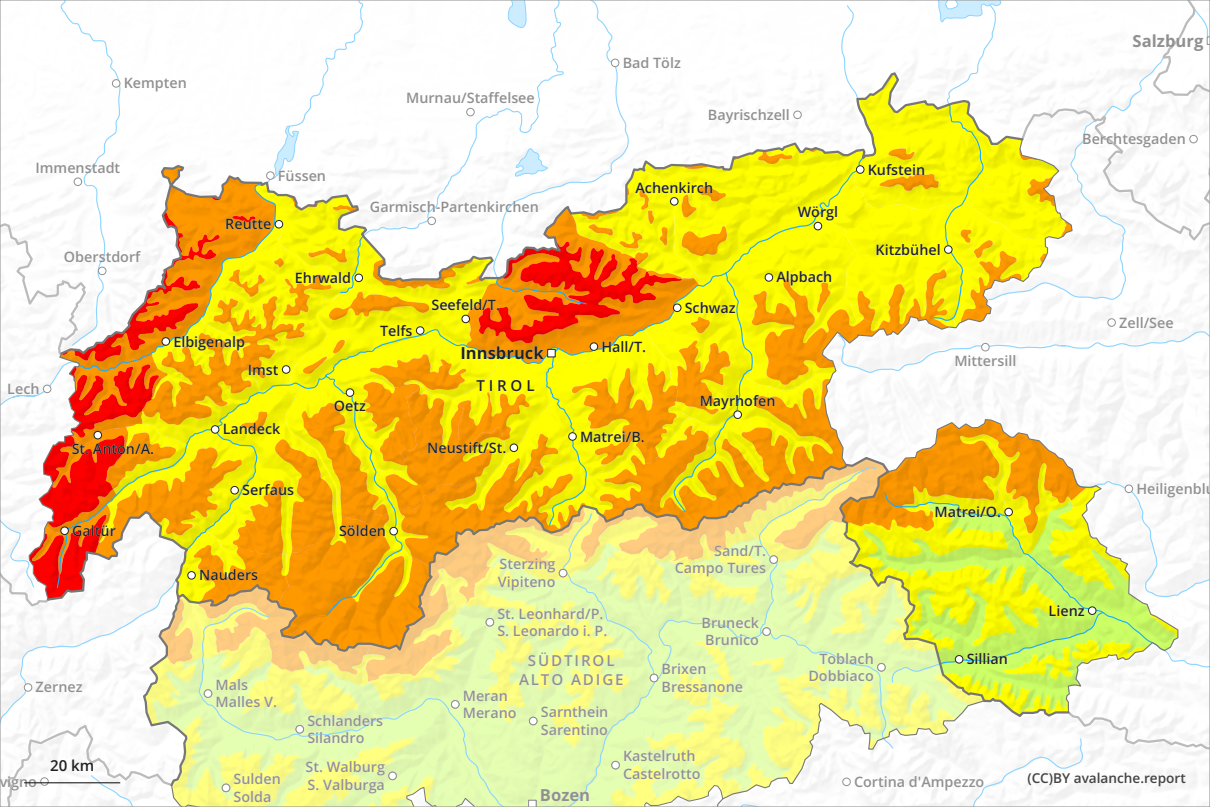 Salzburg
Bad Tölz
Kempten
Murnau/Staffelsee
Bayrischzell
Berchtesgaden
Immenstadt
Füssen
Kufstein
Achenkirch
Garmisch-Partenkirchen
Wörgl
Reutte
Oberstdorf
Kitzbühel
Ehrwald
Alpbach
Seefeld/T
Schwaz
Zell/See
Telfs
Elbigenalp
Innsbruck
Hall/T.
Mittersill
Imst
TIROL
Lech
Oetz
Mayrhofen
Landeck
Matrei/B.
St. Anton/A.
Neustift/St.
Serfaus
Heiligenblu
Matrei/O.
Galtür
Sölden
Sand/T.
Campo Tures
Sterzing
Vipiteno
Nauders
St. Leonhard/P.
S. Leonardo i. P.
Lienz
Bruneck
Brunico
SÜDTIROL
ALTO ADIGE
Sillian
Toblach
Dobbiaco
Brixen
Bressanone
Zernez
Mals
Malles V.
Meran
Merano
Sarnthein
Sarentino
Schlanders
Silandro
Kastelruth
Castelrotto
20 km
St. Walburg
S. Valburga
vigno
Sulden
Solda
Cortina d'Ampezzo
(CC)BY avalanche.report
Bozen